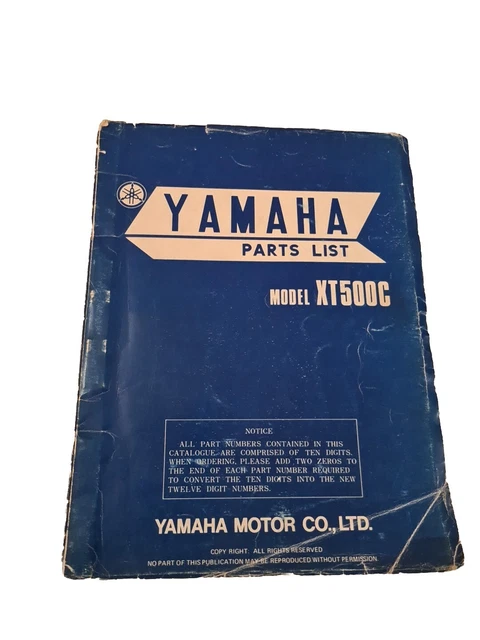 YAMAHA
PARTS LIST
MODEL XT500C
NOTICE
ALL PART NUMBERS CONTAINED IN THIS
CATALOGUE ARE COMPRISED OF TEN DIGITS.
WHEN ORDERING, PLEASE ADD TWO ZEROS TO
THE END OF EACH PART NUMBER REQUIRED
TO CONVERT THE TEN DIGITS INTO THE NEW
TWELVE DIGIT NUMBERS.
YAMAHA MOTOR CO., LTD.
COPY RIGHT. ALL RIGHTS RESERVED
NO PART OF THIS PUBLICATION MAY BE REPRODUCED WITHOUT PERMISSION.